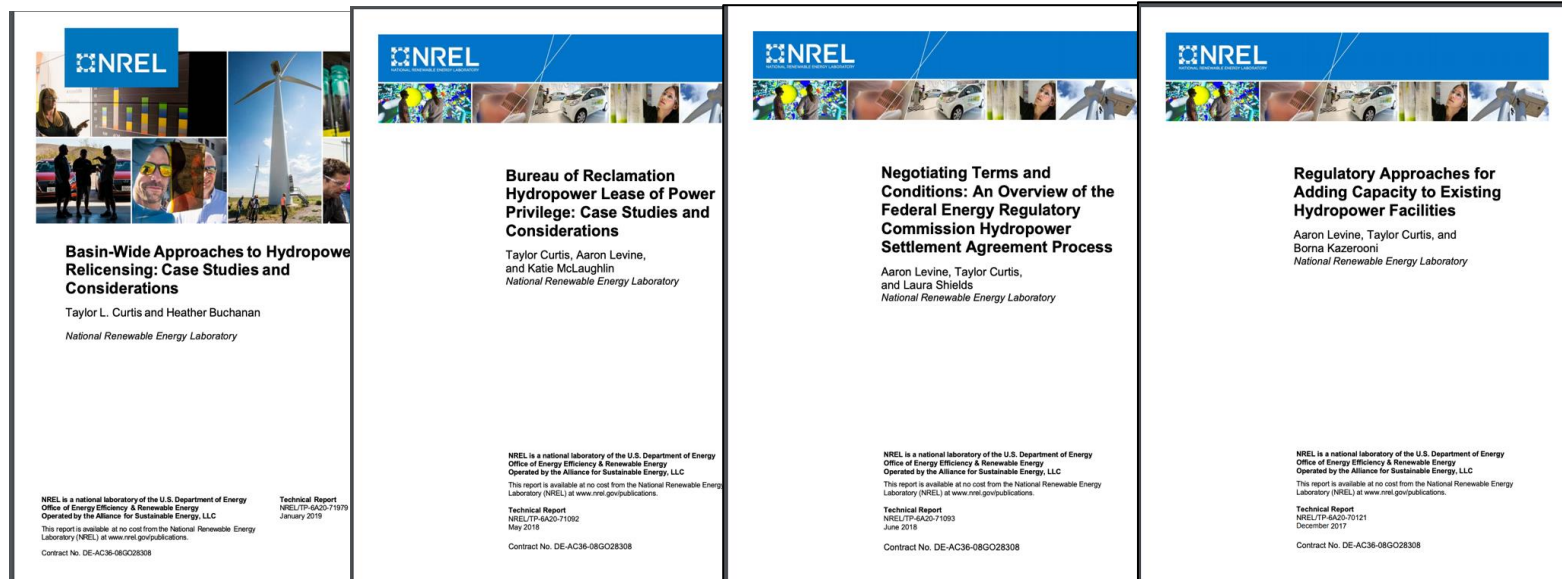 NREL
Basin-Wide Approaches to Hydropowe
Relicensing: Case Studies and
Considerations
Taylor L. Curtis and Heather Buchanan
National Renewable Energy Laboratory
NREL is a national laboratory of the U.S. Department of Energy
Office of Energy Efficiency & Renewable Energy
Operated by the Alliance for Sustainable Energy, LLC
This report is available at no cost from the National Renewable Energy
Laboratory (NREL) at www.nrel.gov/publications.
Contract No. DE-AC36-08GO28308
Technical Report
NREL/TP-6A20-71979
January 2019
NREL
NATIONAL RENEWABLE ENERGY LABORATORY
Bureau of Reclamation
Hydropower Lease of Power
Privilege: Case Studies and
Considerations
Taylor Curtis, Aaron Levine,
and Katie McLaughlin
National Renewable Energy Laboratory
NREL is a national laboratory of the U.S. Department of Energy
Office of Energy Efficiency & Renewable Energy
Operated by the Alliance for Sustainable Energy, LLC
This report is available at no cost from the National Renewable Energy
Laboratory (NREL) at www.nrel.gov/publications.
Technical Report
NREL/TP-6A20-71092
May 2018
Contract No. DE-AC36-08GO28308
NREL
NATIONAL RENEWABLE ENERGY LABORATORY
Negotiating Terms and
Conditions: An Overview of the
Federal Energy Regulatory
Commission Hydropower
Settlement Agreement Process
Aaron Levine, Taylor Curtis,
and Laura Shields
National Renewable Energy Laboratory
NREL is a national laboratory of the U.S. Department of Energy
Office of Energy Efficiency & Renewable Energy
Operated by the Alliance for Sustainable Energy, LLC
This report is available at no cost from the National Renewable Energy
Laboratory (NREL) at www.nrel.gov/publications.
Technical Report
NREL/TP-6A20-71093
June 2018
Contract No. DE-AC36-08GO28308
NREL
NATIONAL RENEWABLE ENERGY LABORATORY
Regulatory Approaches for
Adding Capacity to Existing
Hydropower Facilities
Aaron Levine, Taylor Curtis, and
Borna Kazerooni
National Renewable Energy Laboratory
NREL is a national laboratory of the U.S. Department of Energy
Office of Energy Efficiency & Renewable Energy
Operated by the Alliance for Sustainable Energy, LLC
This report is available at no cost from the National Renewable Energy
Laboratory (NREL) at www.nrel.gov/publications.
Technical Report
NREL/TP-6A20-70121
December 2017
Contract No. DE-AC36-08GO28308